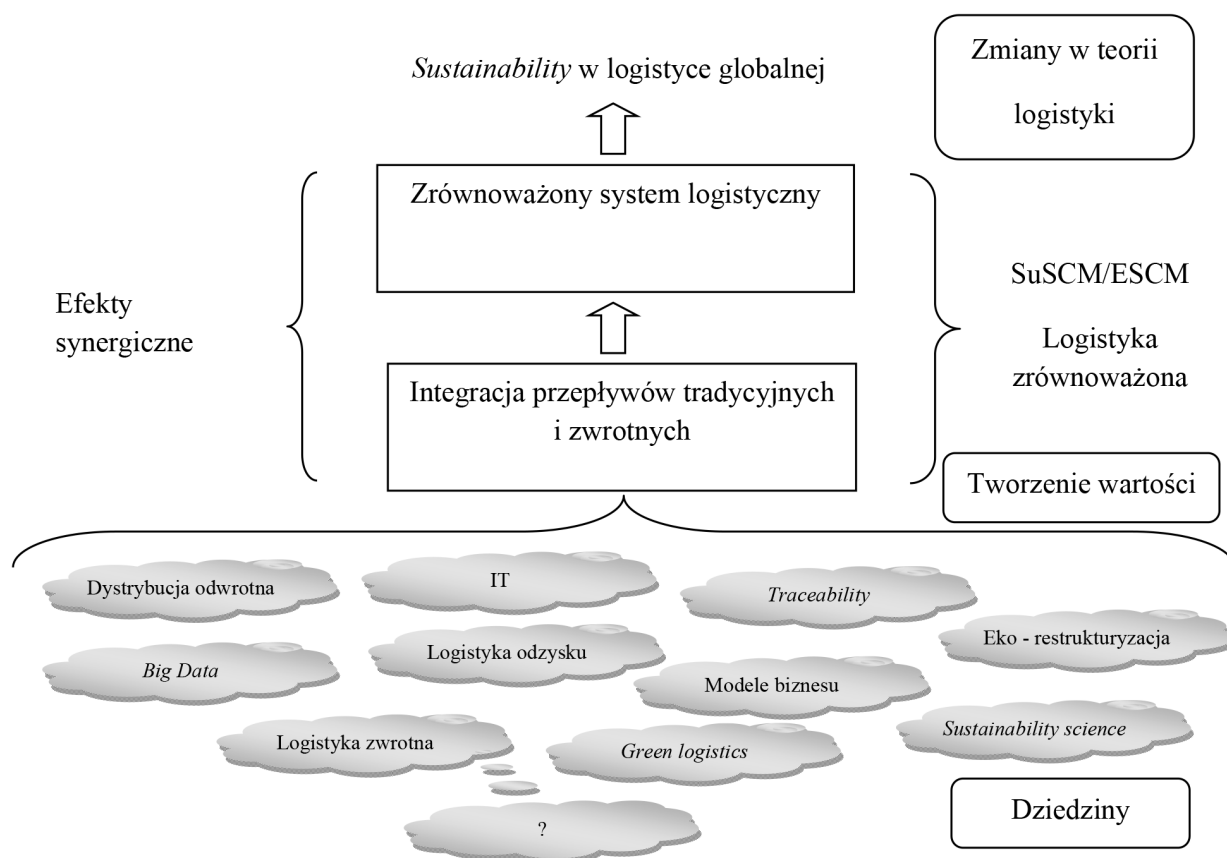 Sustainability w logistyce globalnej
Zmiany w teorii
logistyki
Zrównoważony system logistyczny
Efekty
synergiczne
SuSCM/ESCM
Logistyka
zrównoważona
Integracja przepływów tradycyjnych
i zwrotnych
Tworzenie wartości
Dystrybucja odwrotna
IT
Traceability
Eko - restrukturyzacja
Big Data
Logistyka odzysku
Modele biznesu
Sustainability science
Logistyka zwrotna
Green logistics
Dziedziny
?